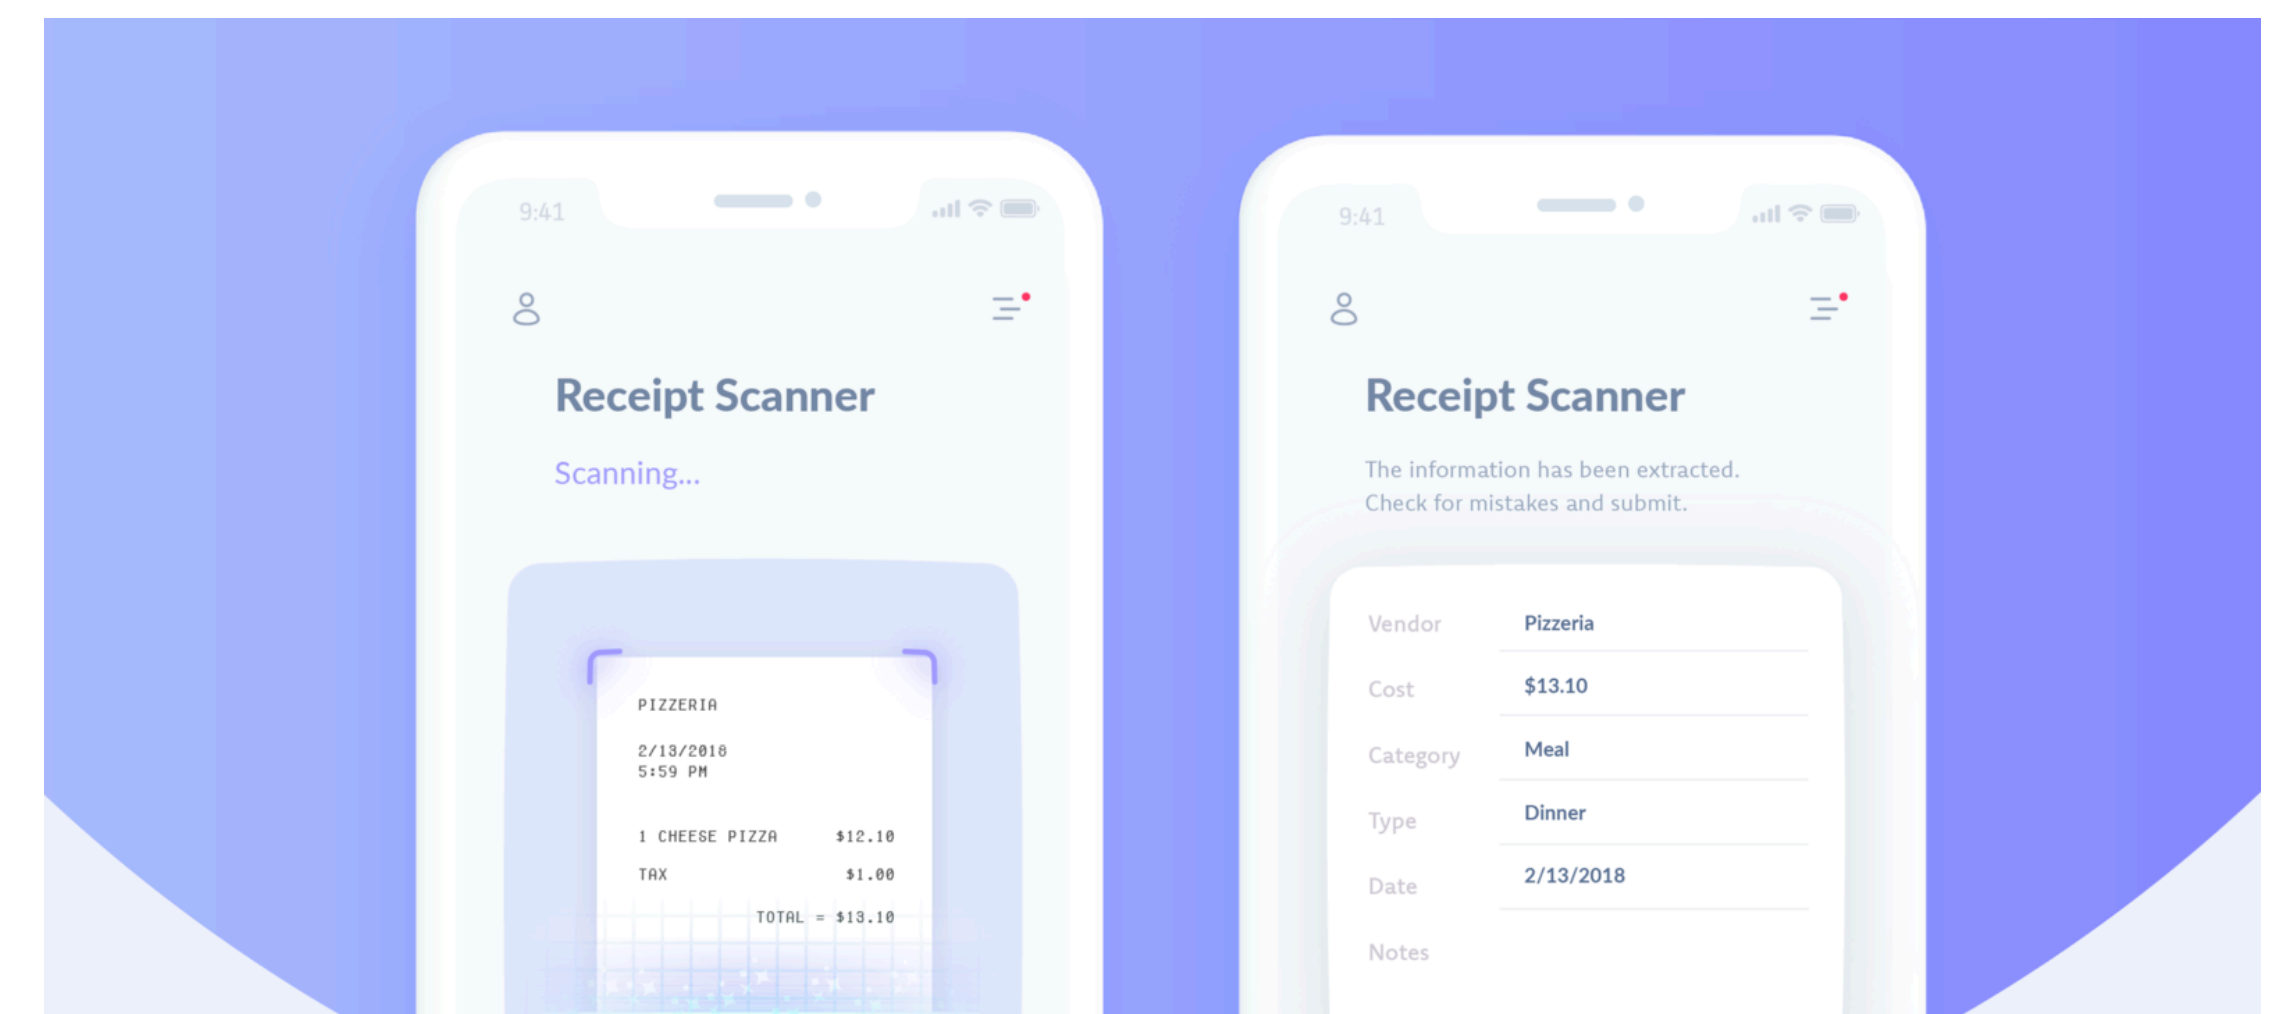 9:41
Receipt Scanner
Scanning...
PIZZERIA
2/13/2018
5:59 PM
1 CHEESE PIZZA $12.10
TAX $1.00
TOTAL = $13.10
9:41
Receipt Scanner
The information has been extracted.
Check for mistakes and submit.
Vendor Pizzeria
Cost $13.10
Category Meal
Type Dinner
Date 2/13/2018
Notes